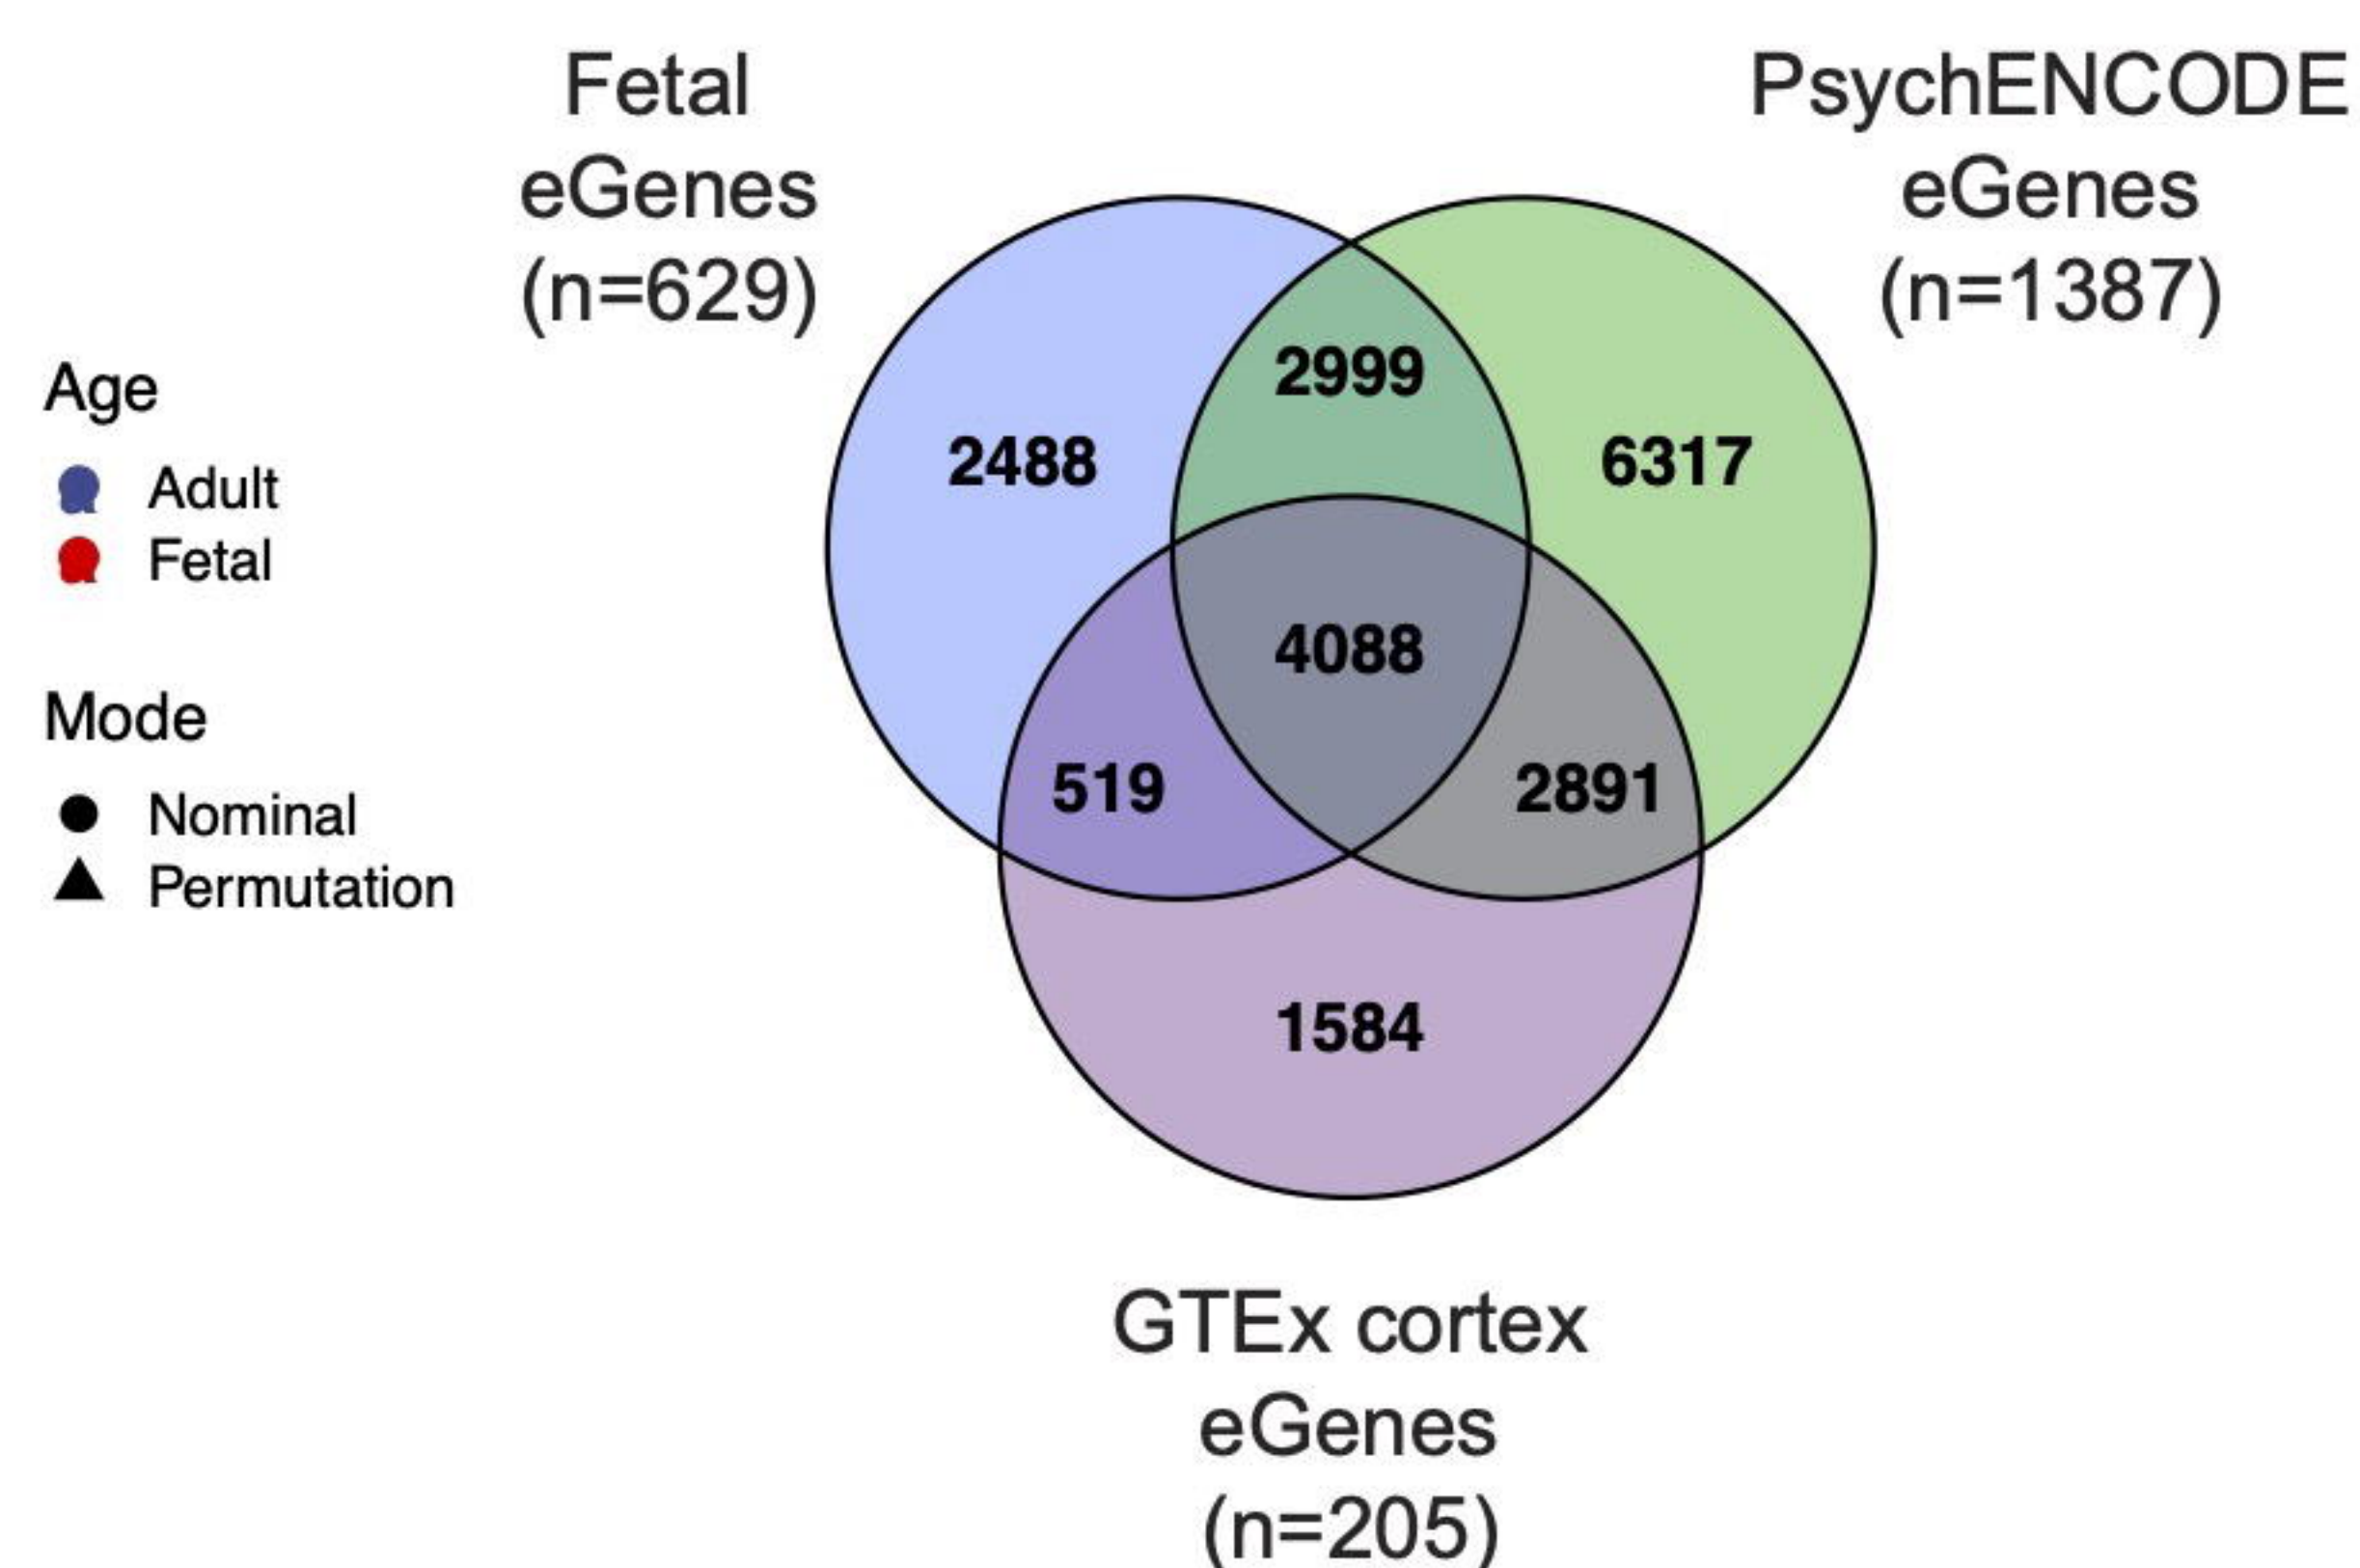 Fetal
eGenes
(n=629)
PsychENCODE
eGenes
(n=1387)
Age
Adult
Fetal
Mode
Nominal
Permutation
2999
2488
6317
4088
519
2891
1584
GTEx cortex
eGenes
(n=205)